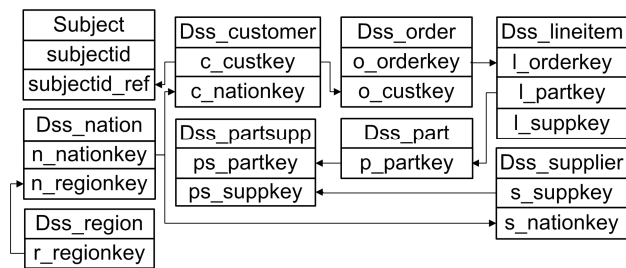 Subject
subjectid
subjectid_ref
Dss_customer
c_custkey
c_nationkey
Dss_order
o_orderkey
o_custkey
Dss_lineitem
l_orderkey
l_partkey
l_suppkey
Dss_nation
n_nationkey
n_regionkey
Dss_partsupp
ps_partkey
ps_suppkey
Dss_part
p_partkey
Dss_supplier
s_suppkey
s_nationkey
Dss_region
r_regionkey